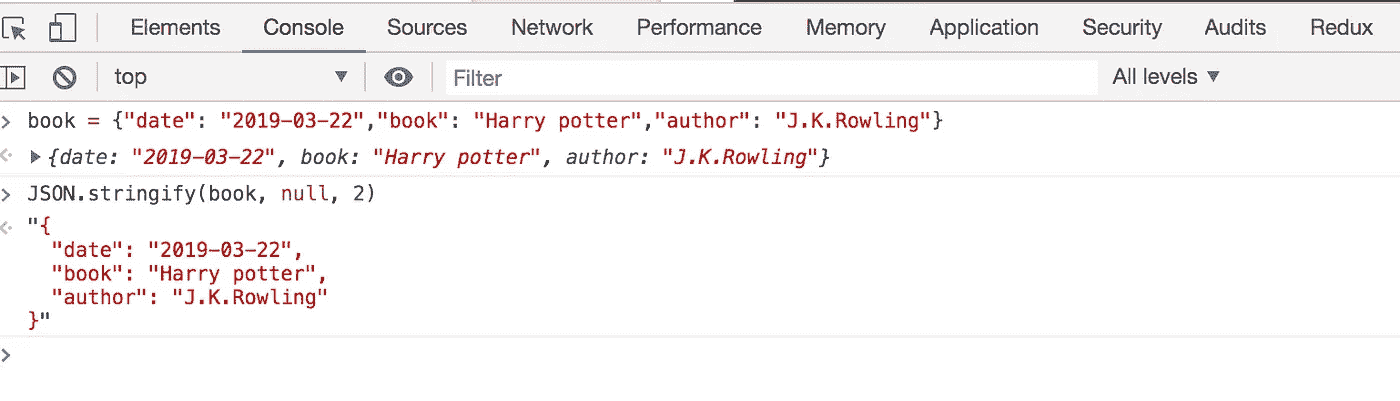 Elements Console Sources Network Performance Memory Application Security Audits Redux
top Filter All levels
> book = {"date": "2019-03-22","book": "Harry potter","author": "J.K.Rowling"}
{date: "2019-03-22", book: "Harry potter", author: "J.K.Rowling"}
> JSON.stringify(book, null, 2)
"{
  "date": "2019-03-22",
  "book": "Harry potter",
  "author": "J.K.Rowling"
}"
>